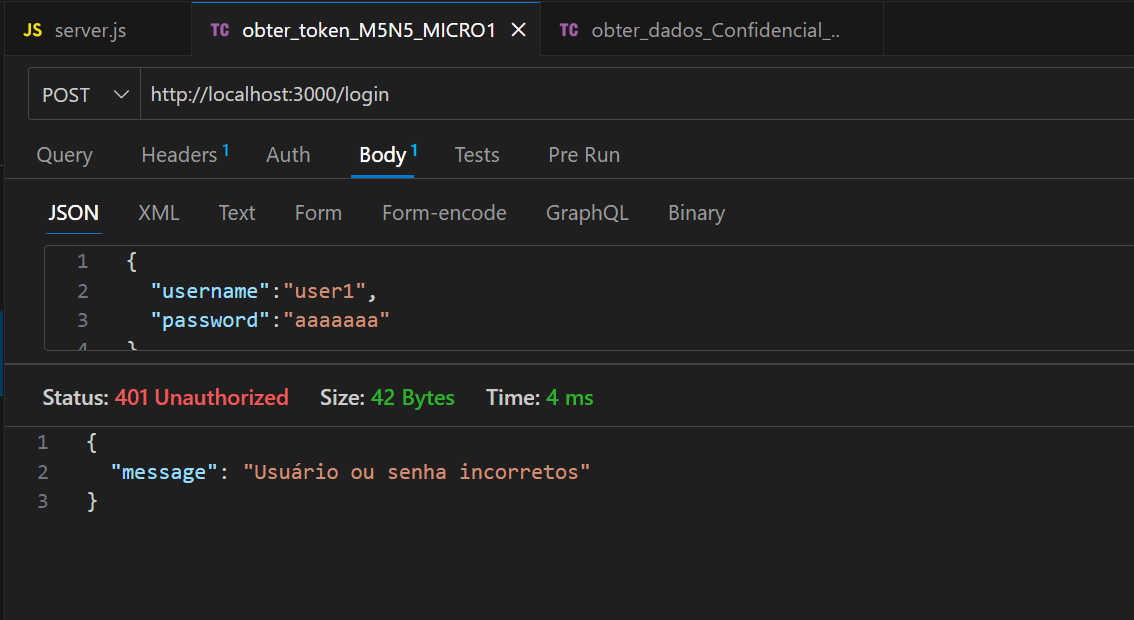 JS server.js TC obter_token_M5N5_MICRO1 TC obter_dados_Confidencial_..
POST http://localhost:3000/login
Query Headers 1 Auth Body 1 Tests Pre Run
JSON XML Text Form Form-encode GraphQL Binary
1 {
2 "username":"user1",
3 "password":"aaaaaaa"
4 }
Status: 401 Unauthorized Size: 42 Bytes Time: 4 ms
1 {
2 "message": "Usuário ou senha incorretos"
3 }